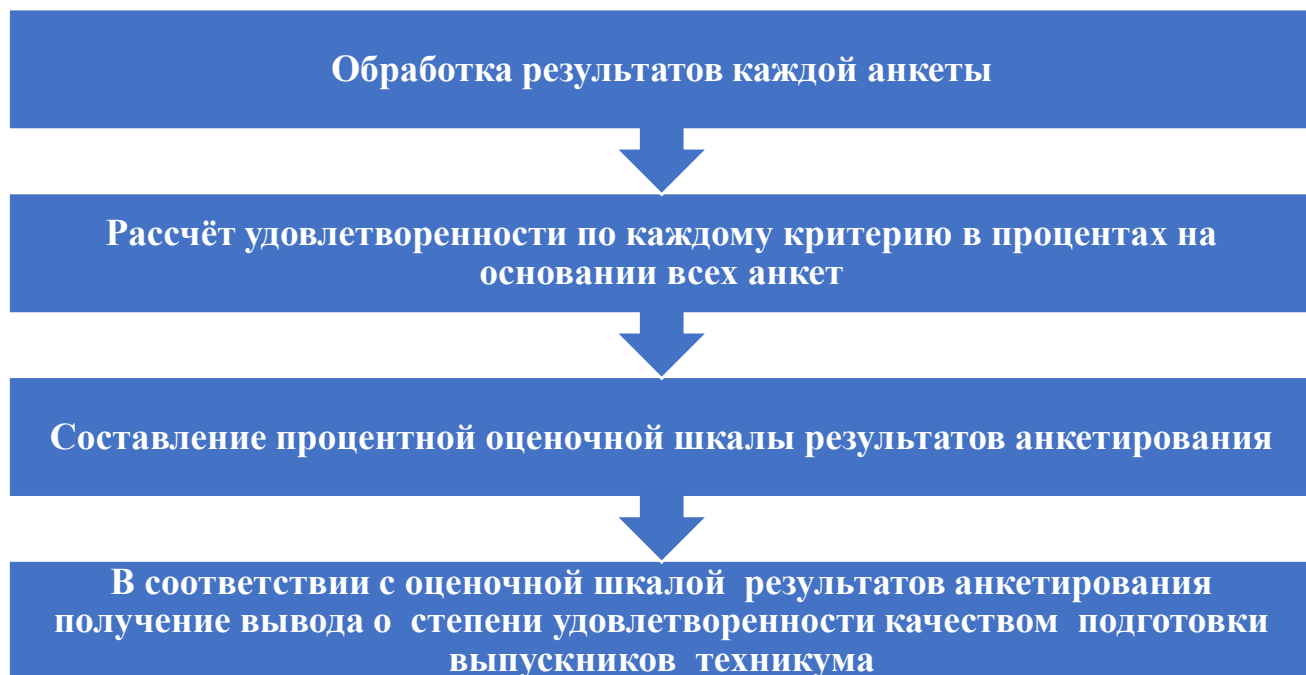 Обработка результатов каждой анкеты
Рассчёт удовлетворенности по каждому критерию в процентах на
основании всех анкет
Составление процентной оценочной шкалы результатов анкетирования
В соответствии с оценочной шкалой  результатов анкетирования
получение вывода о  степени удовлетворенности качеством  подготовки
выпускников  техникума